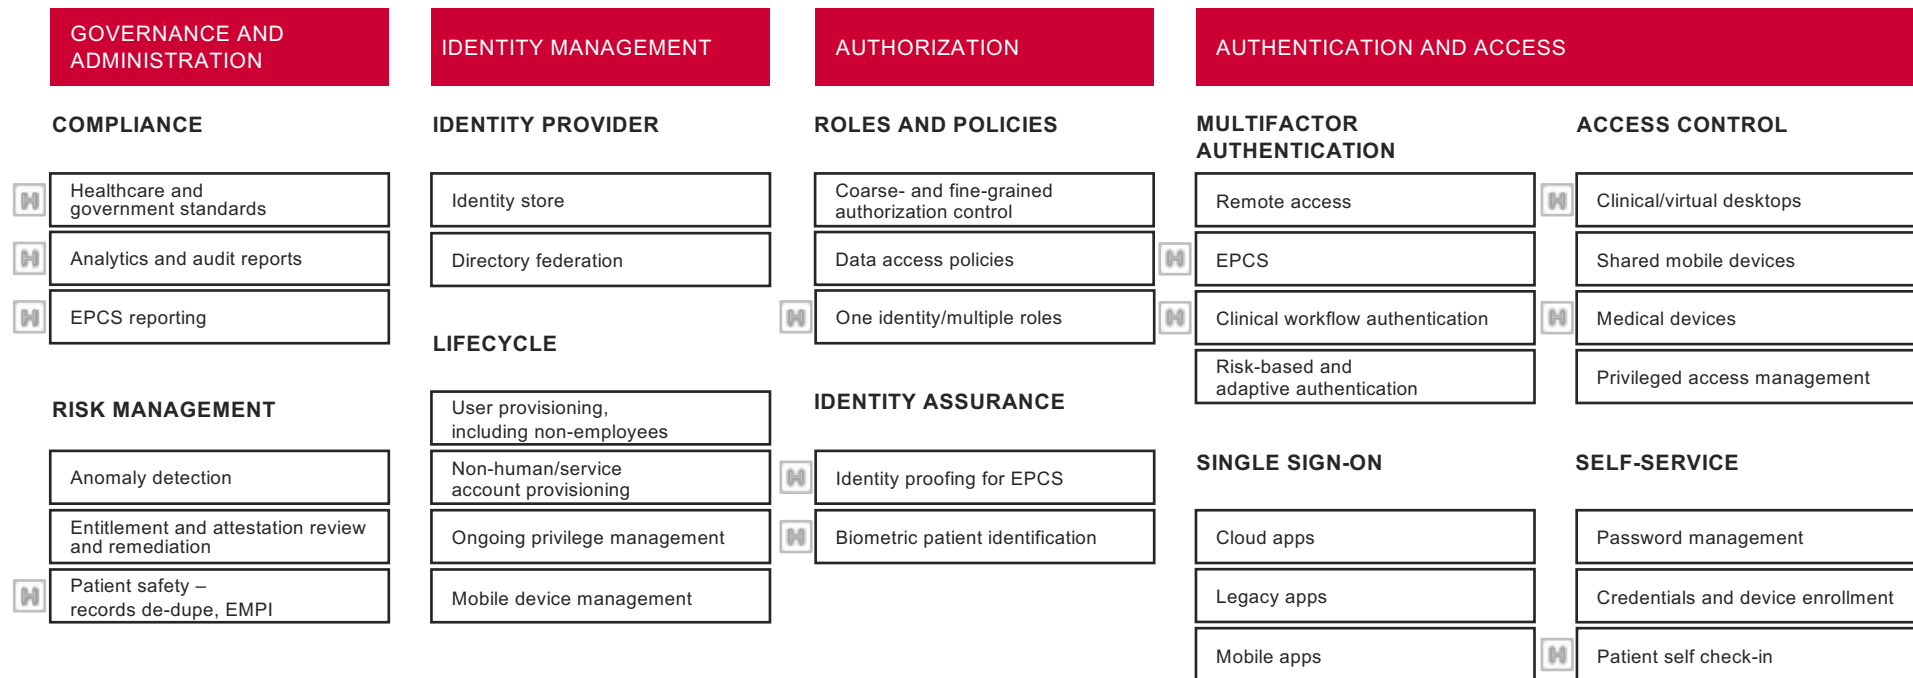 GOVERNANCE AND
ADMINISTRATION
COMPLIANCE
H
Healthcare and
government standards
H
Analytics and audit reports
H
EPCS reporting
RISK MANAGEMENT
Anomaly detection
Entitlement and attestation review
and remediation
H
Patient safety –
records de-dupe, EMPI
IDENTITY MANAGEMENT
IDENTITY PROVIDER
Identity store
Directory federation
LIFECYCLE
User provisioning,
including non-employees
Non-human/service
account provisioning
Ongoing privilege management
Mobile device management
AUTHORIZATION
ROLES AND POLICIES
Coarse- and fine-grained
authorization control
Data access policies
H
One identity/multiple roles
IDENTITY ASSURANCE
H
Identity proofing for EPCS
H
Biometric patient identification
AUTHENTICATION AND ACCESS
MULTIFACTOR
AUTHENTICATION
Remote access
H
EPCS
H
Clinical workflow authentication
Risk-based and
adaptive authentication
SINGLE SIGN-ON
Cloud apps
Legacy apps
Mobile apps
ACCESS CONTROL
H
Clinical/virtual desktops
Shared mobile devices
H
Medical devices
Privileged access management
SELF-SERVICE
Password management
Credentials and device enrollment
H
Patient self check-in